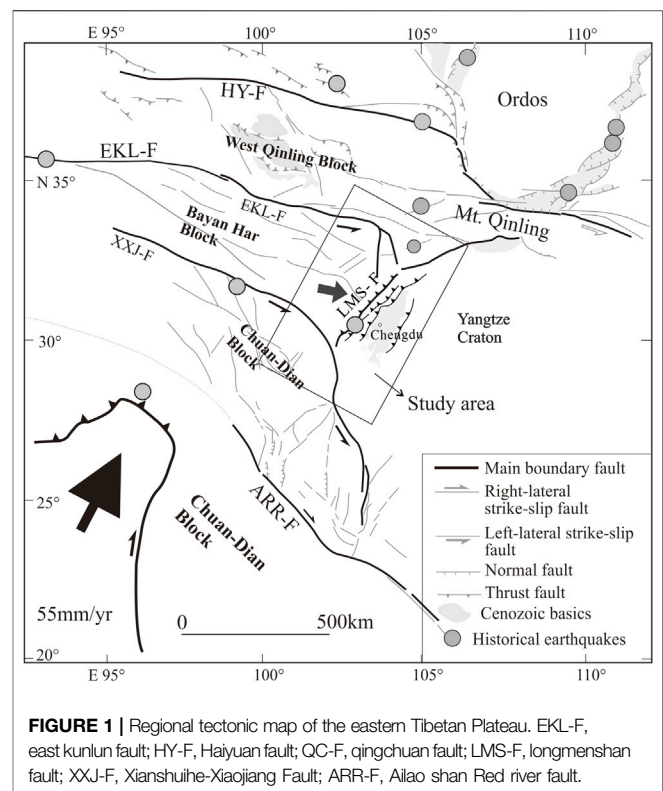 E 95°
100°
105°
110°
HY-F
Ordos
West Qinling Block
EKL-F
N 35°
EKL-F
Mt. Qinling
Bayan Har
Block
XXJ-F
LMS- F
Chengdu
Yangtze
Craton
30°
Chuan-Dian
Block
Study area
25°
ARR-F
Chuan-Dian
Block
Main boundary fault
Right-lateral
strike-slip fault
Left-lateral strike-slip
fault
Normal fault
Thrust fault
Cenozoic basics
Historical earthquakes
55mm/yr
0
500km
20°
E 95°
100°
105°
110°
FIGURE 1 | Regional tectonic map of the eastern Tibetan Plateau. EKL-F,
east kunlun fault; HY-F, Haiyuan fault; QC-F, qingchuan fault; LMS-F, longmenshan
fault; XXJ-F, Xianshuihe-Xiaojiang Fault; ARR-F, Ailao shan Red river fault.